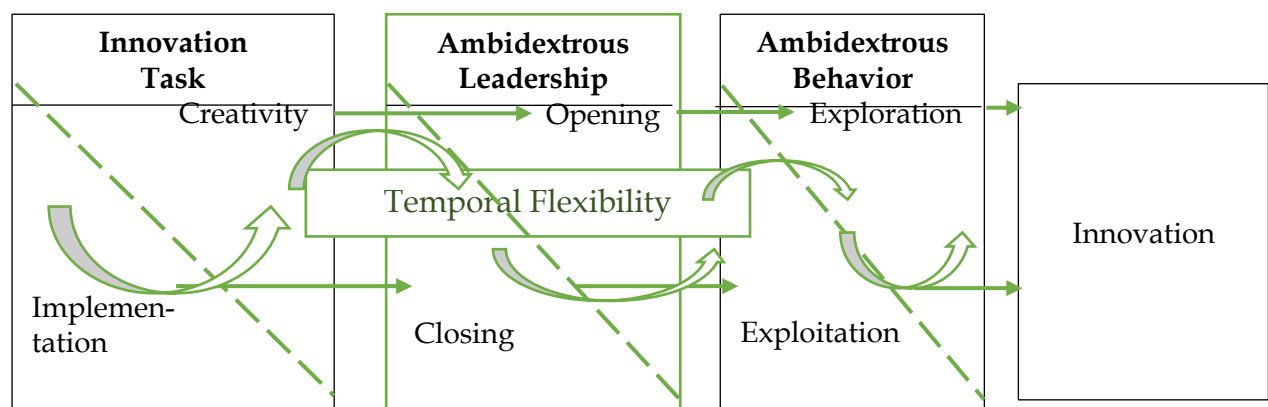 Innovation
Task
Ambidextrous
Leadership
Ambidextrous
Behavior
Creativity
Opening
Exploration
Temporal Flexibility
Innovation
Implemen-
tation
Closing
Exploitation